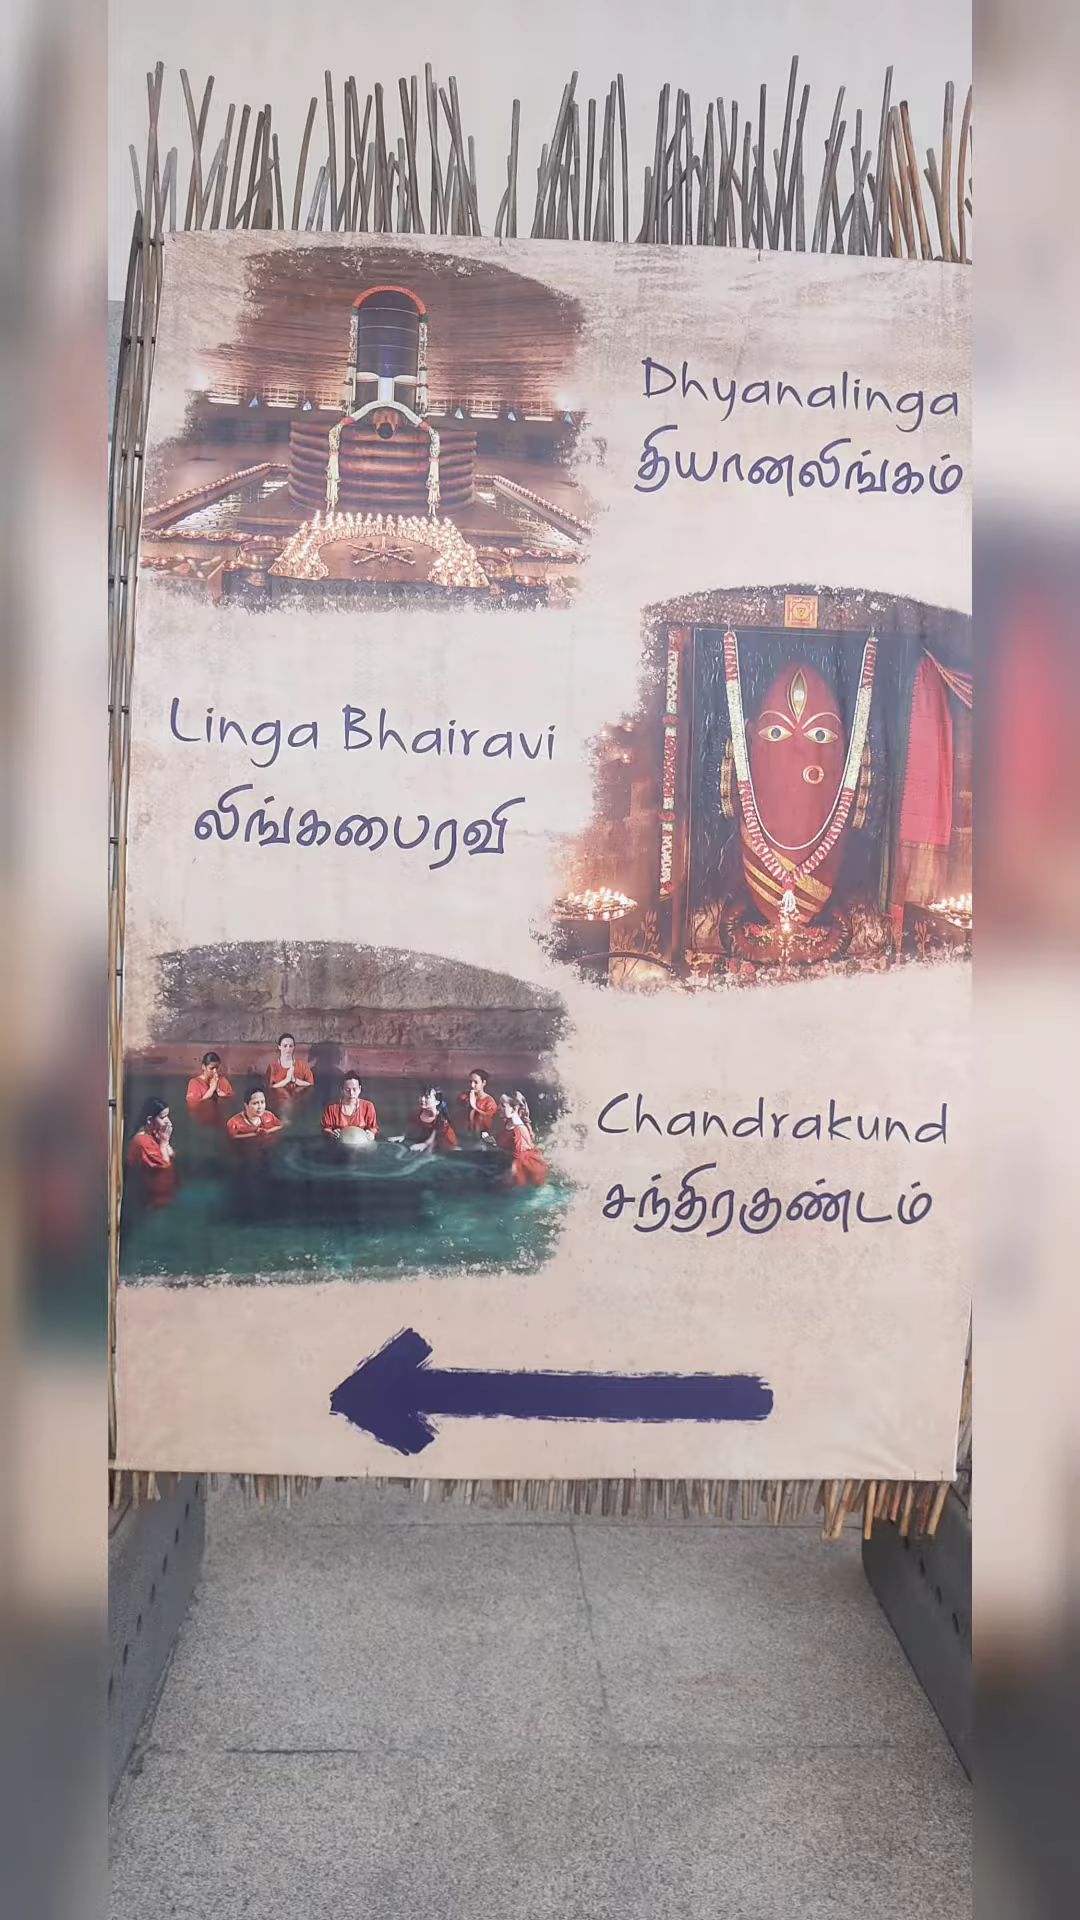 Dhyanalinga
தியானலிங்கம்
Linga Bhairavi
லிங்கபைரவி
Chandrakund
சந்திரகுண்டம்